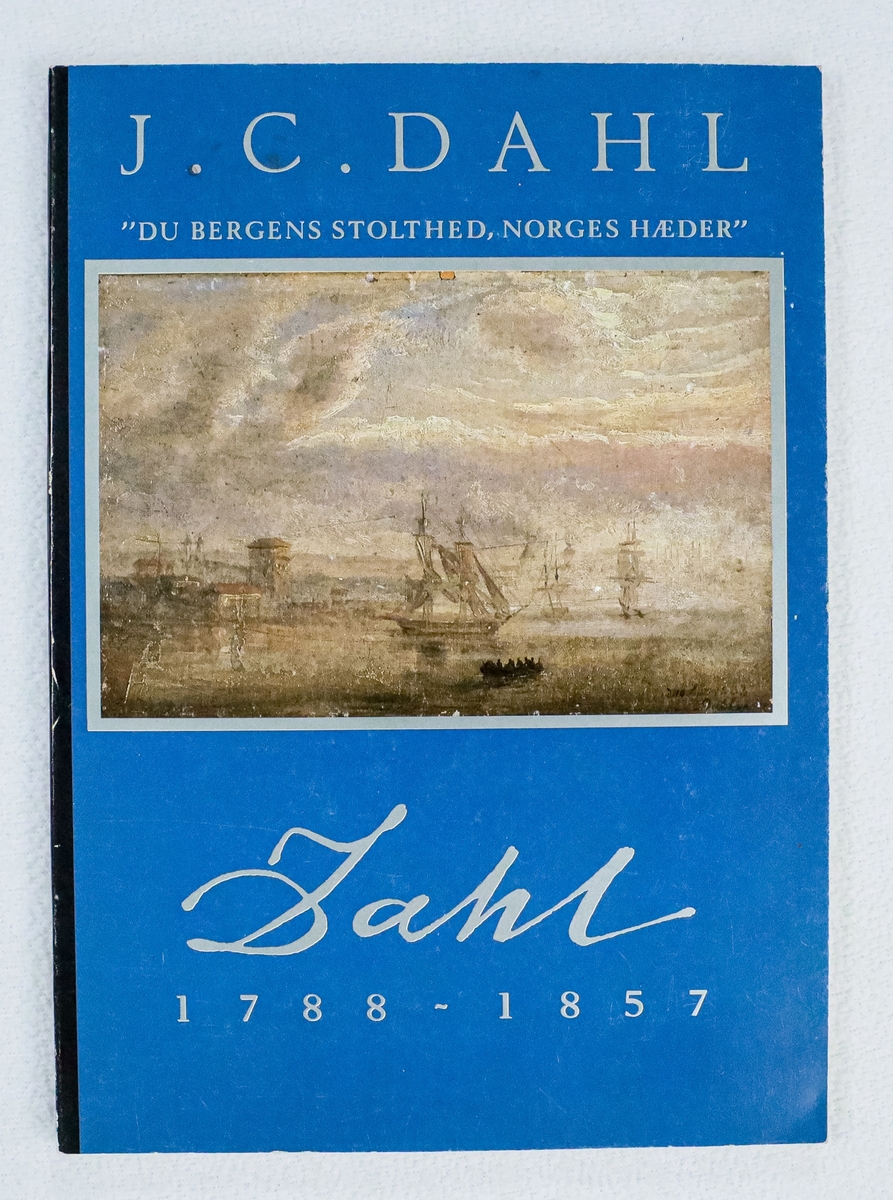 J.C.DAHL
”DU BERGENS STOLTHED, NORGES HÆDER”
Dahl
1788~1857